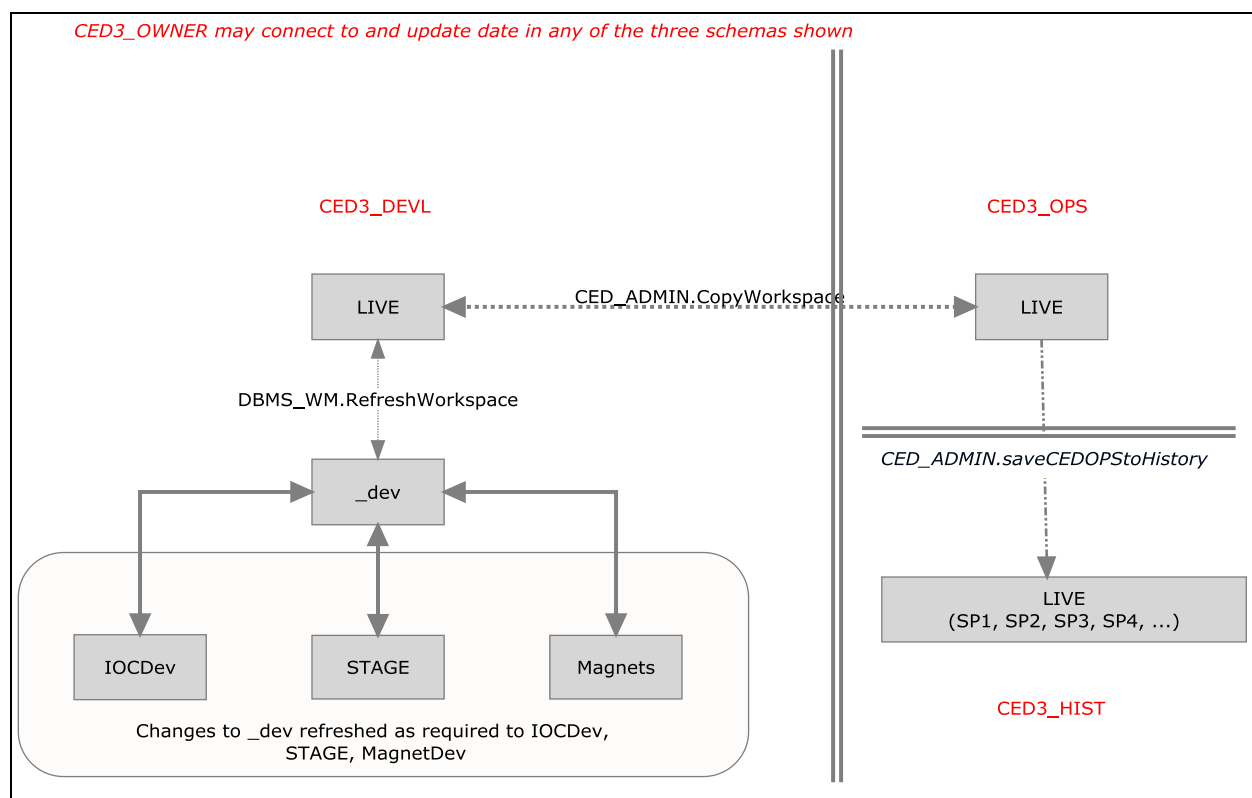 CED3_OWNER may connect to and update date in any of the three schemas shown
CED3_DEVL
CED3_OPS
LIVE
CED_ADMIN.CopyWorkspace
LIVE
DBMS_WM.RefreshWorkspace
CED_ADMIN.saveCEDOPStoHistory
_dev
LIVE
(SP1, SP2, SP3, SP4, ...)
IOCDev
STAGE
Magnets
CED3_HIST
Changes to _dev refreshed as required to IOCDev,
STAGE, MagnetDev